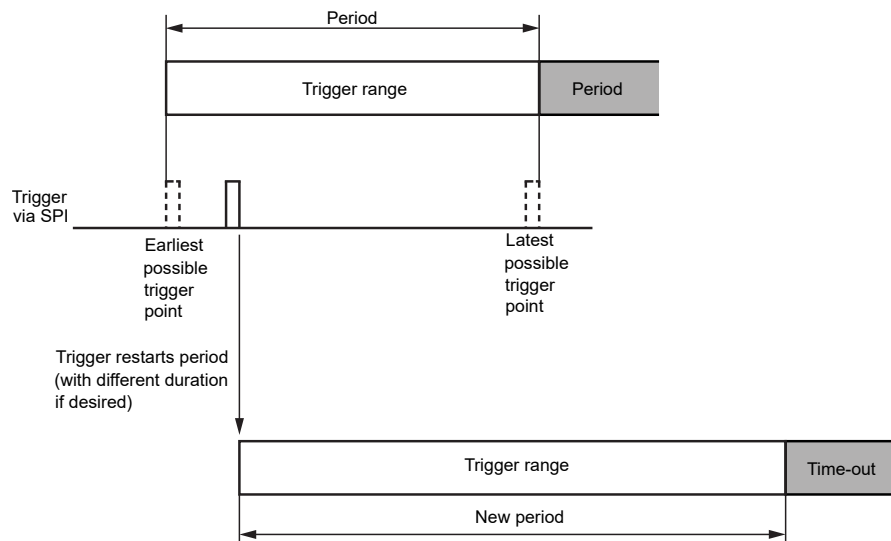 Period
Trigger range
Period
Trigger
via SPI
Earliest
possible
trigger
point
Latest
possible
trigger
point
Trigger restarts period
(with different duration
if desired)
Trigger range
Time-out
New period